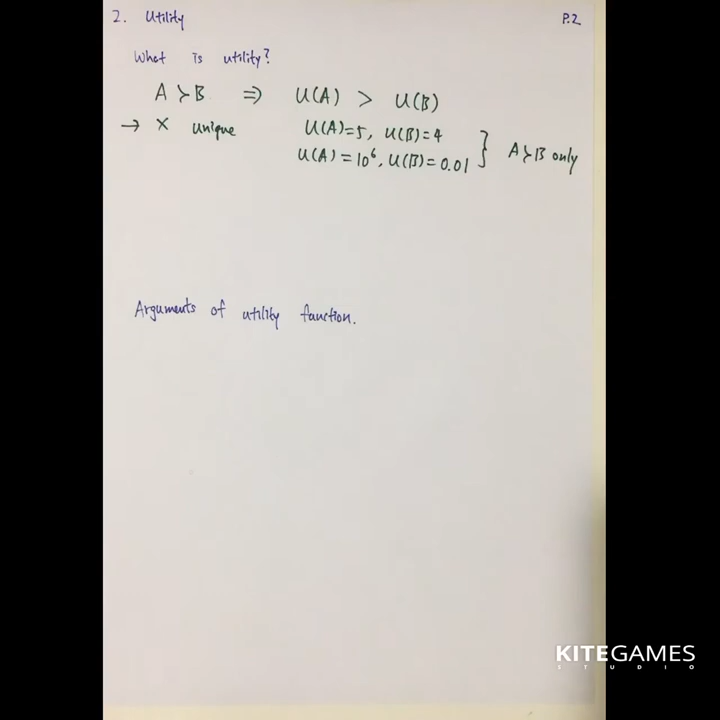 2. Utility
P.2
What is utility?
A ≻ B ⇒ U(A) > U(B)
→ × unique U(A)=5, U(B)=4
U(A)=10⁶, U(B)=0.01 } A≻B only
Arguments of utility function.
KITEGAMES
STUDIO